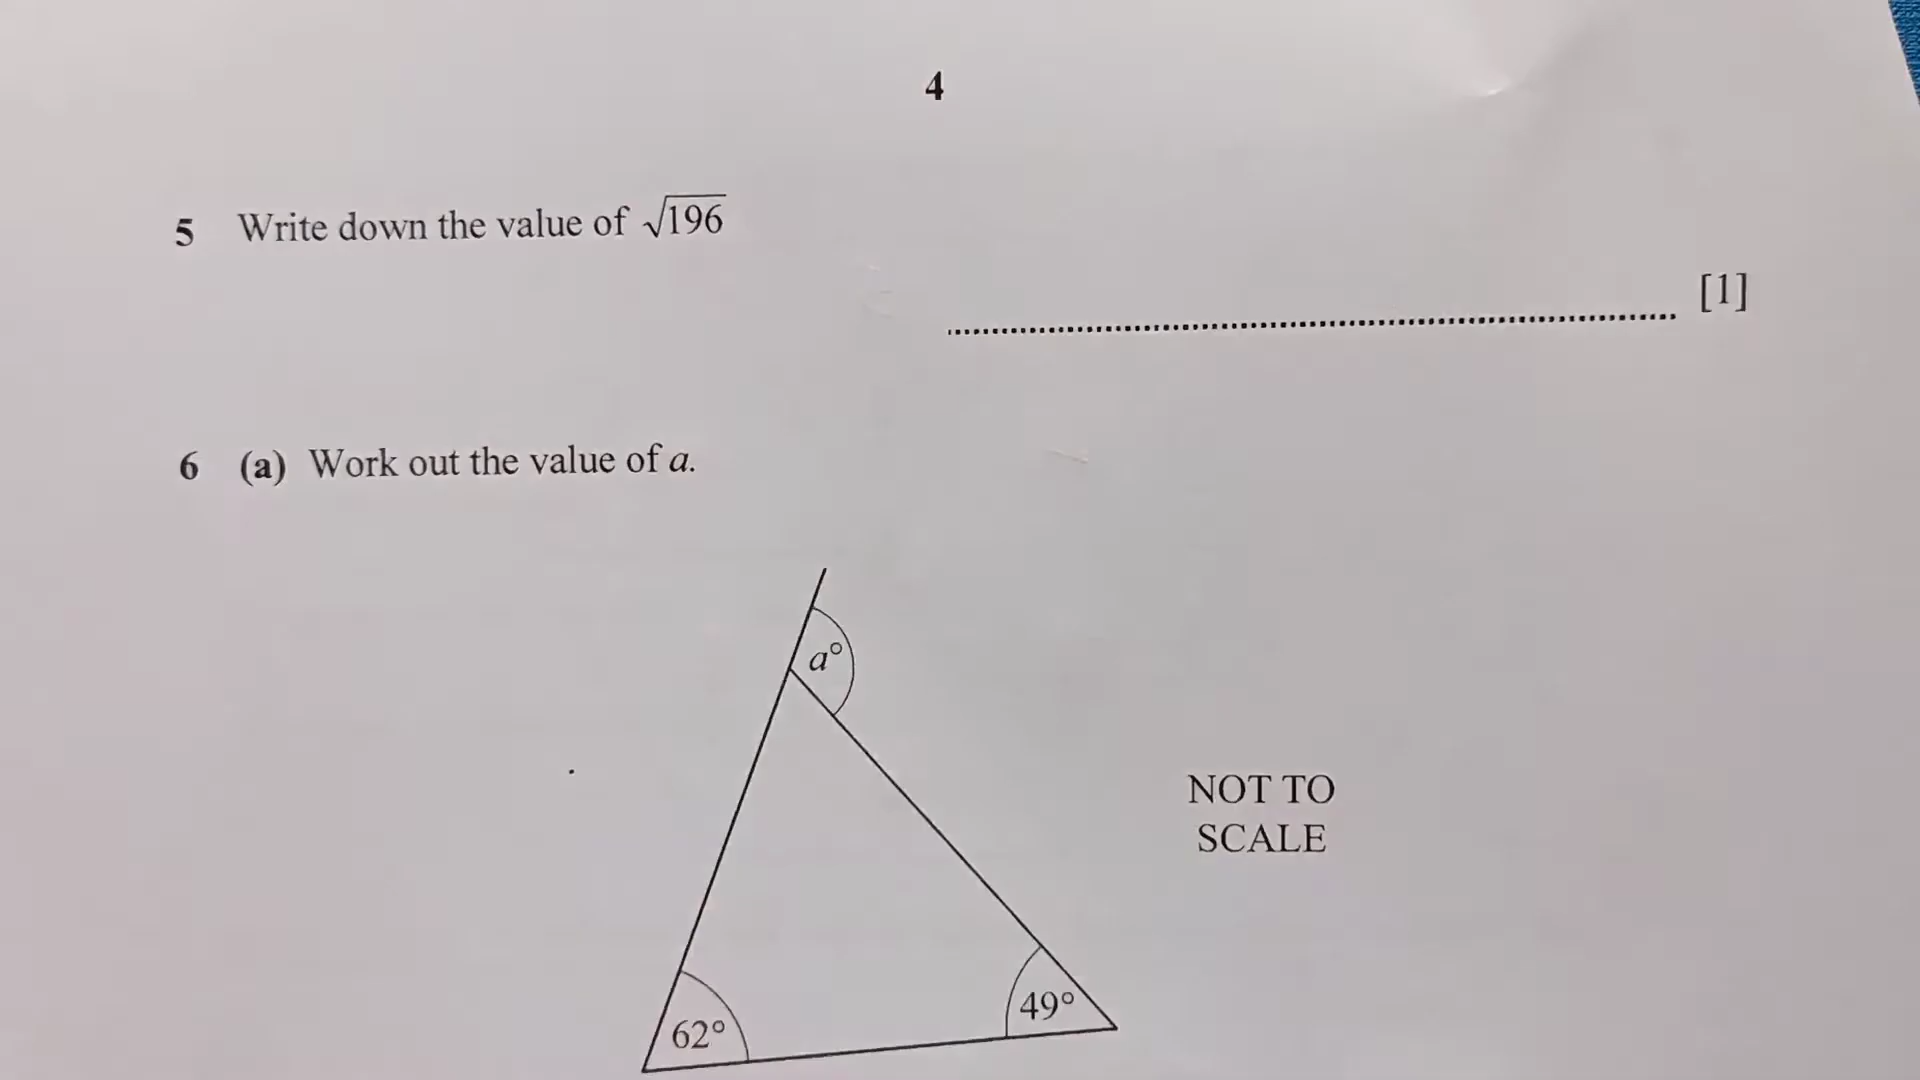 4
5 Write down the value of √196
[1]
6 (a) Work out the value of a.
a°
NOT TO
SCALE
49°
62°